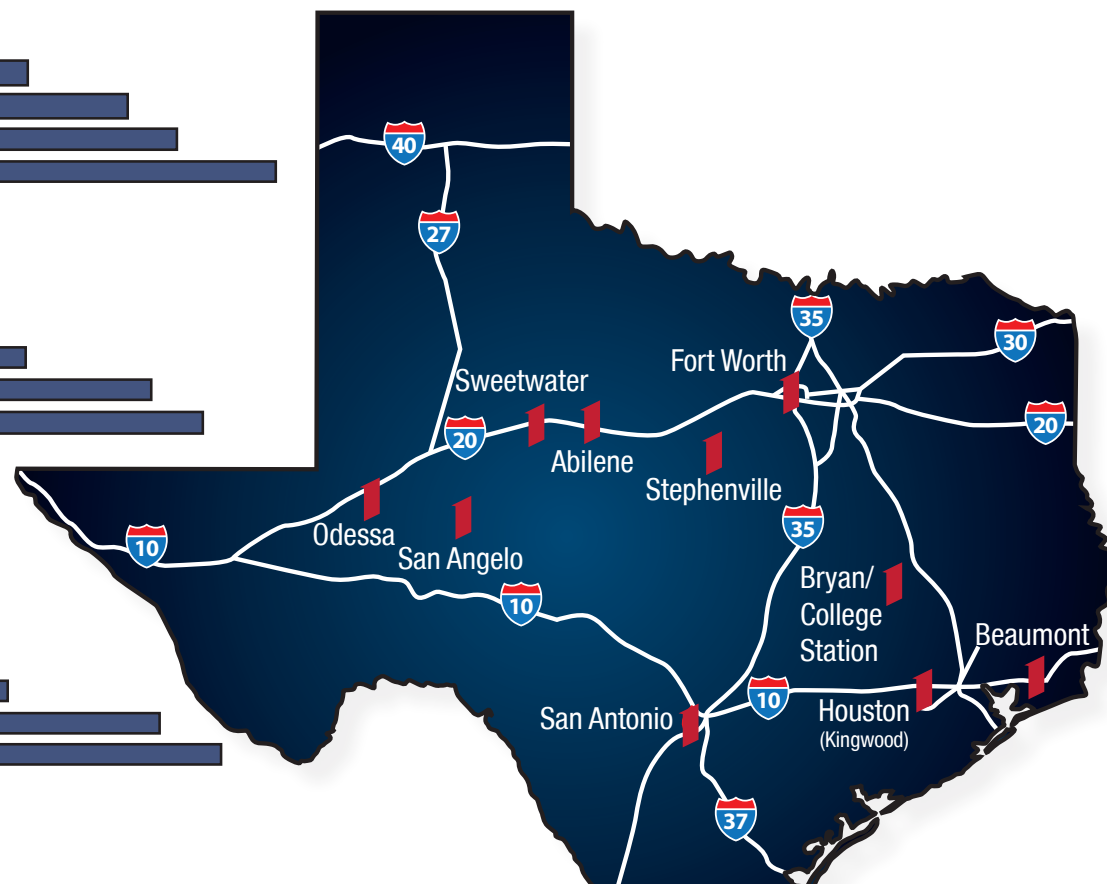 40
27
35
30
Fort Worth
Sweetwater
20
20
Abilene
Stephenville
Odessa
San Angelo
10
35
10
Bryan/
College
Station
Beaumont
10
San Antonio
Houston
(Kingwood)
37